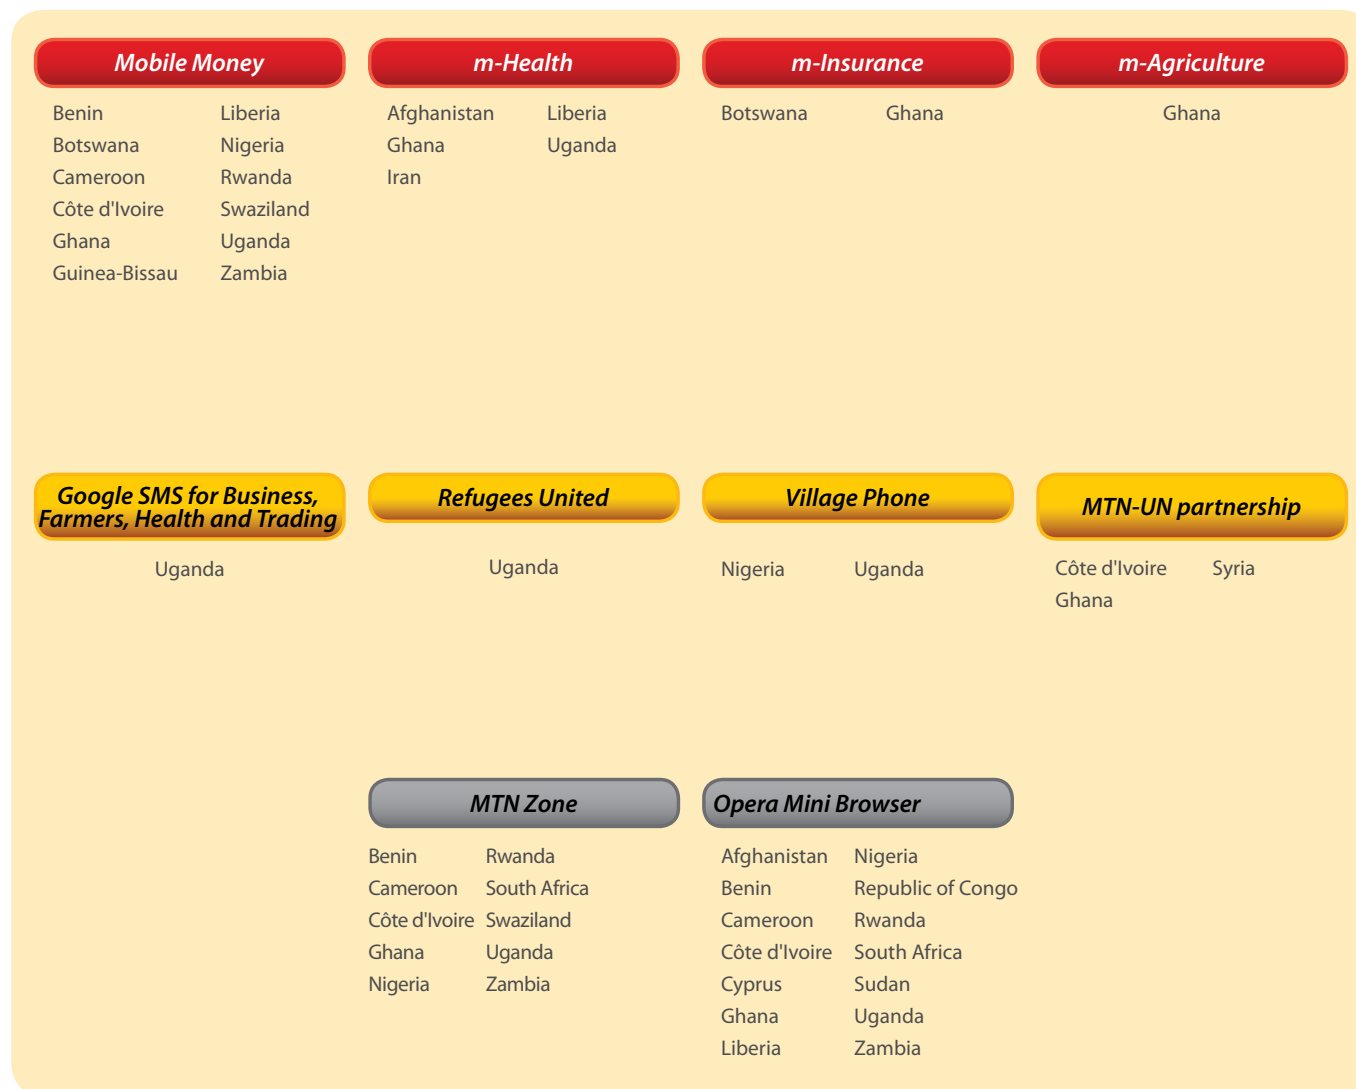 Mobile Money
Benin
Botswana
Cameroon
Côte d'Ivoire
Ghana
Guinea-Bissau
Liberia
Nigeria
Rwanda
Swaziland
Uganda
Zambia
m-Health
Afghanistan
Ghana
Iran
Liberia
Uganda
m-Insurance
Botswana
Ghana
m-Agriculture
Ghana
Google SMS for Business,
Farmers, Health and Trading
Uganda
Refugees United
Uganda
Village Phone
Nigeria
Uganda
MTN-UN partnership
Côte d'Ivoire
Ghana
Syria
MTN Zone
Benin
Cameroon
Côte d'Ivoire
Ghana
Nigeria
Rwanda
South Africa
Swaziland
Uganda
Zambia
Opera Mini Browser
Afghanistan
Benin
Cameroon
Côte d'Ivoire
Cyprus
Ghana
Liberia
Nigeria
Republic of Congo
Rwanda
South Africa
Sudan
Uganda
Zambia